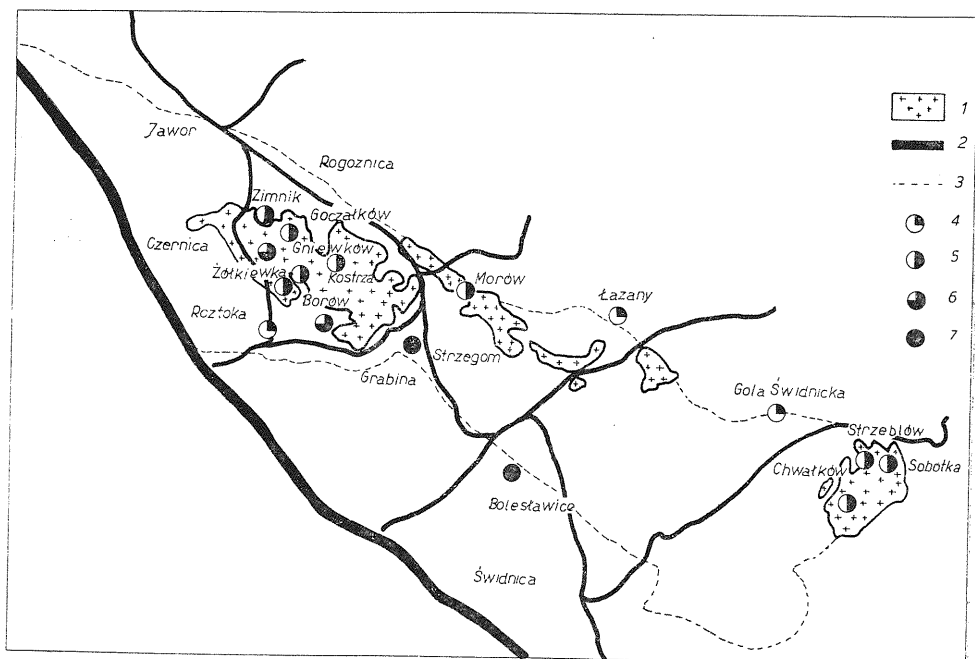 Jawor
1
2
Rogoznica
3
Zimnik
Goczałków
4
Czernica
Gniewków
5
Żółkiewka
Kostrza
Morów
Łazany
Borów
6
Roztoka
7
Strzegom
Grabina
Gola Świdnicka
Strzeblów
Chwałków
Sobótka
Bolesławice
Świdnica